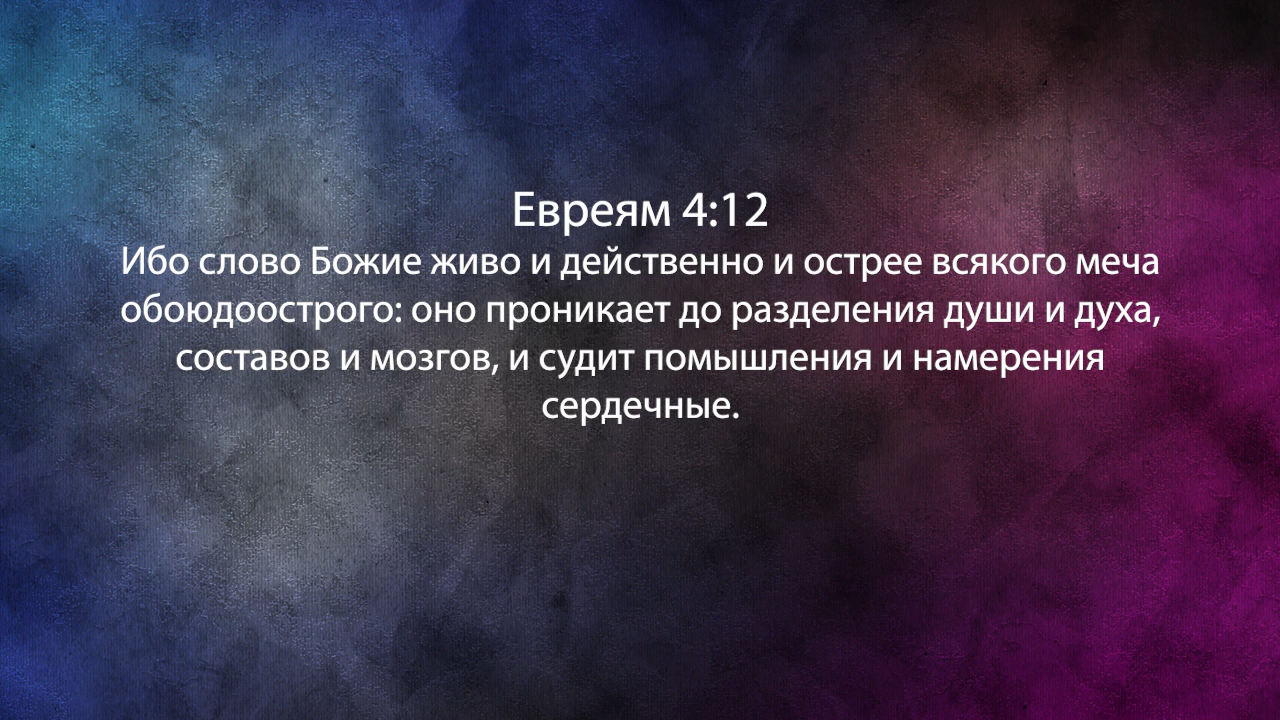 Евреям 4:12
Ибо слово Божие живо и действенно и острее всякого меча
обоюдоострого: оно проникает до разделения души и духа,
составов и мозгов, и судит помышления и намерения
сердечные.